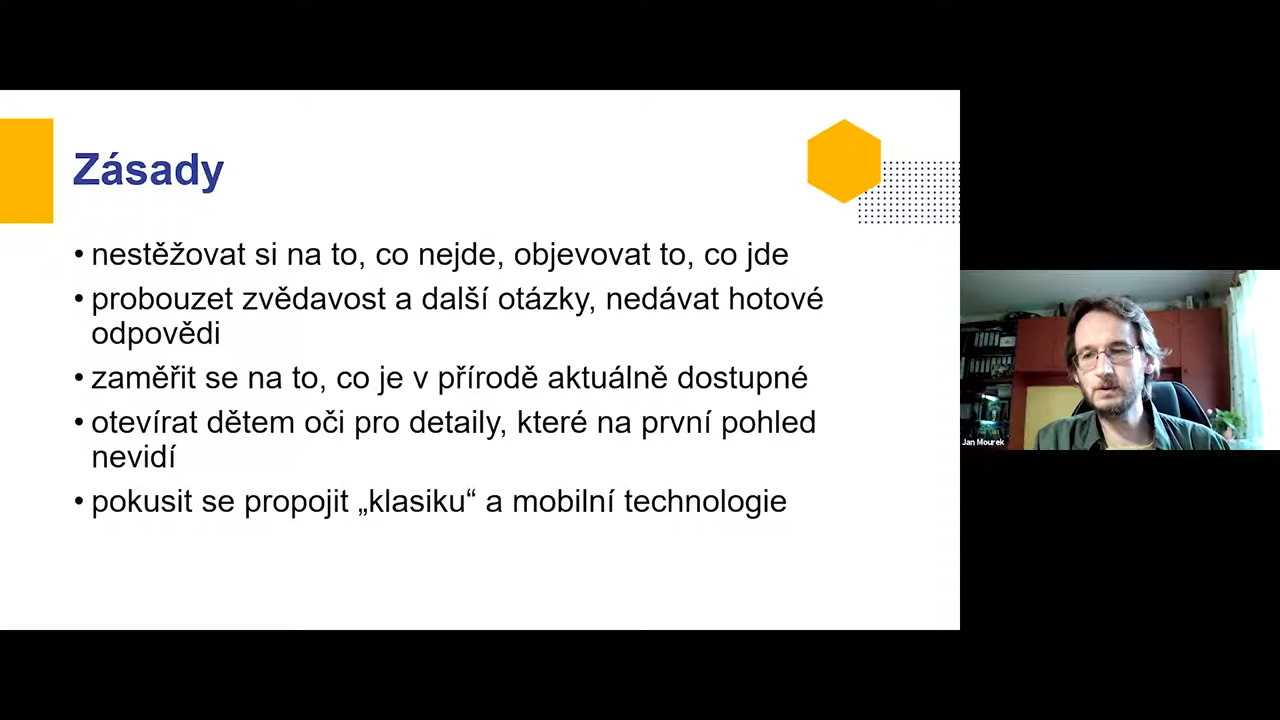 Zásady
• nestěžovat si na to, co nejde, objevovat to, co jde
• probouzet zvědavost a další otázky, nedávat hotové
odpovědi
• zaměřit se na to, co je v přírodě aktuálně dostupné
• otevírat dětem oči pro detaily, které na první pohled
nevidí
• pokusit se propojit „klasiku“ a mobilní technologie
Jan Mourek